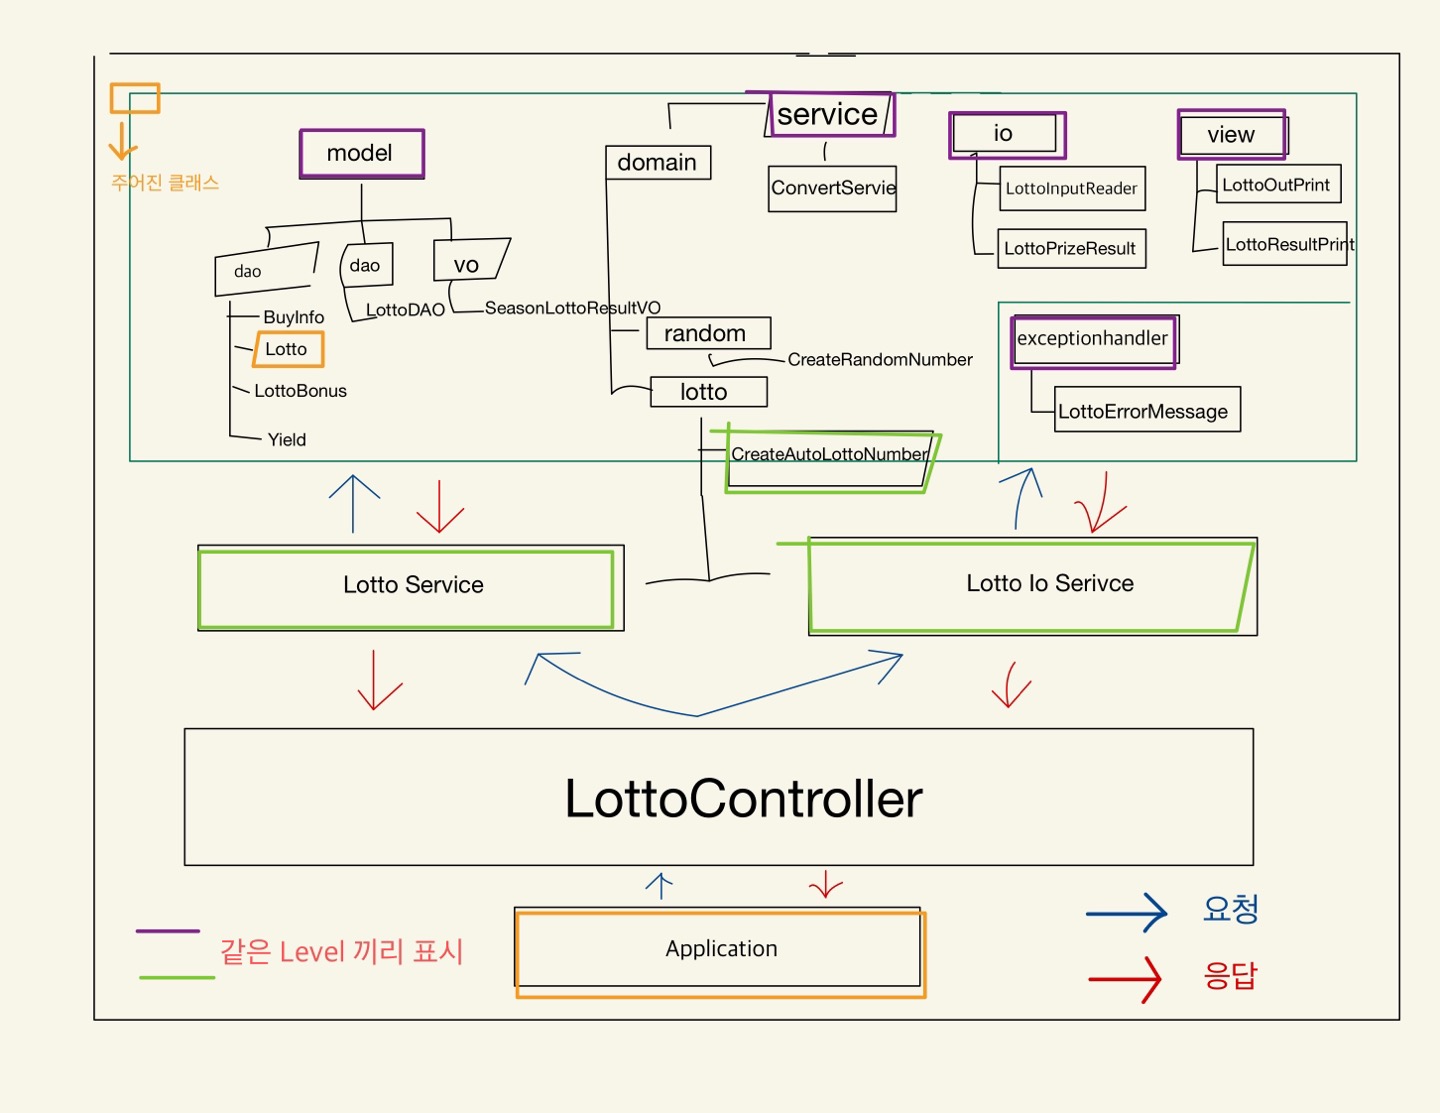 주어진 클래스
model
dao
BuyInfo
Lotto
LottoBonus
Yield
dao
LottoDAO
vo
SeasonLottoResultVO
service
domain
ConvertServie
random
CreateRandomNumber
lotto
CreateAutoLottoNumber
io
LottoInputReader
LottoPrizeResult
view
LottoOutPrint
LottoResultPrint
exceptionhandler
LottoErrorMessage
Lotto Service
Lotto Io Serivce
LottoController
Application
같은 Level 끼리 표시
요청
응답